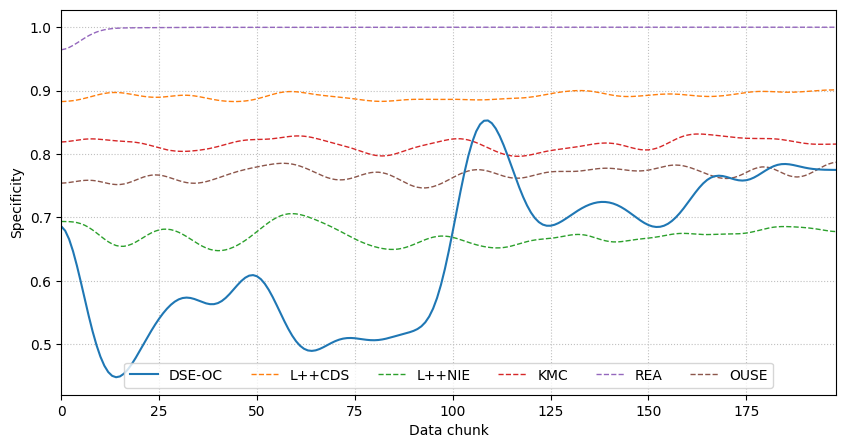 1.0
0.9
0.8
0.7
0.6
0.5
Specificity
DSE-OC L++CDS L++NIE KMC REA OUSE
0 25 50 75 100 125 150 175
Data chunk